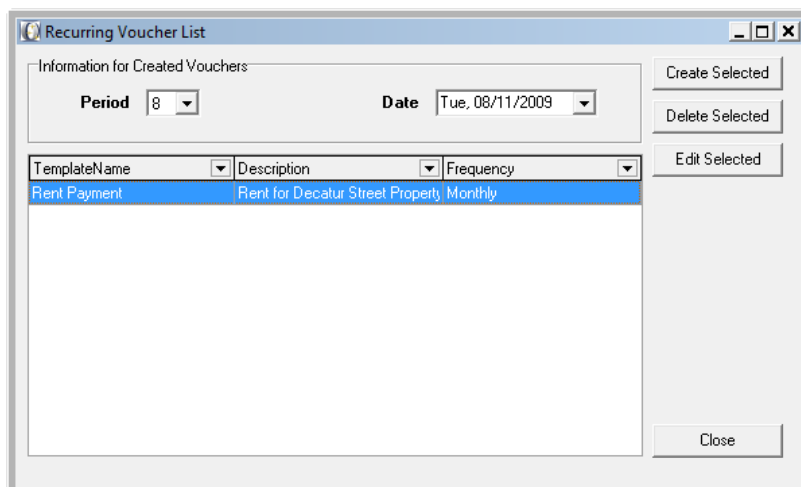 Recurring Voucher List
Information for Created Vouchers
Period 8 Date Tue, 08/11/2009
Create Selected
Delete Selected
Edit Selected
TemplateName Description Frequency
Rent Payment Rent for Decatur Street Property Monthly
Close